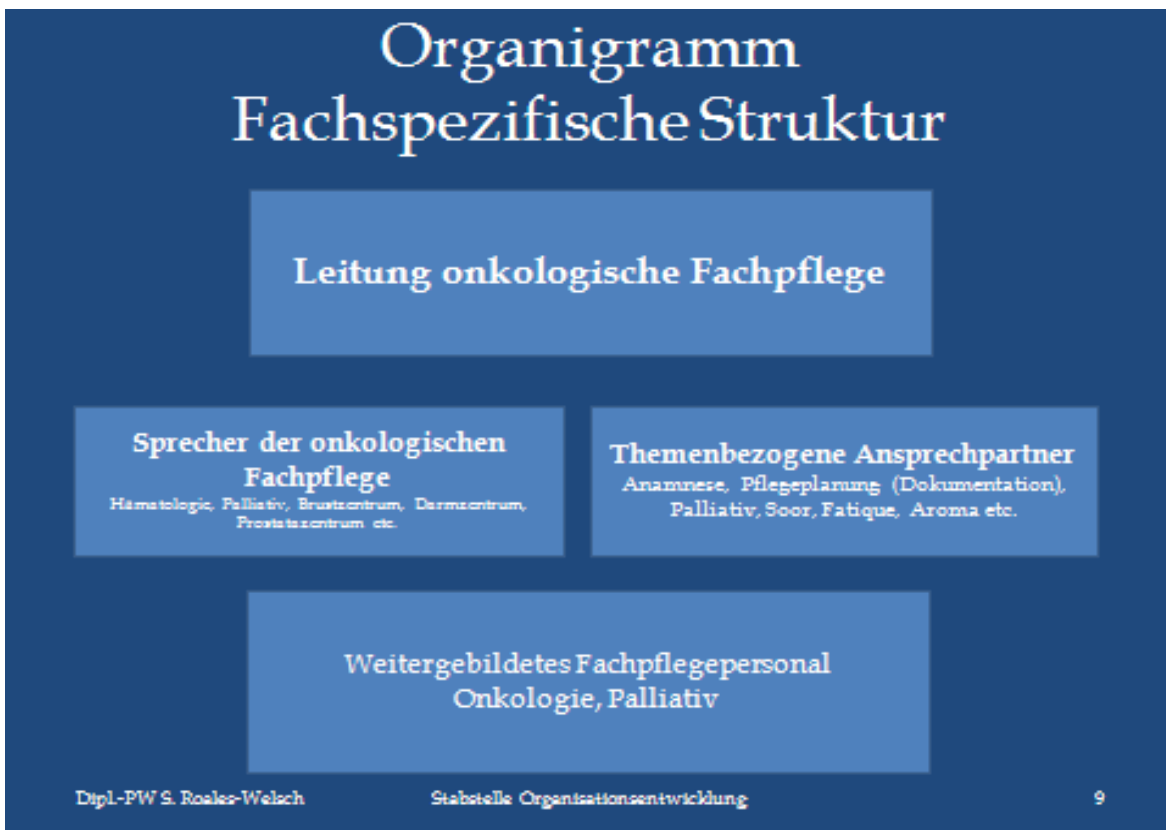 Organigramm
Fachspezifische Struktur
Leitung onkologische Fachpflege
Sprecher der onkologischen
Fachpflege
Hämatologie, Palliativ, Brustzentrum, Darmzentrum,
Prostatazentrum etc.
Themenbezogene Ansprechpartner
Anamnese, Pflegeplanung (Dokumentation),
Palliativ, Soor, Fatique, Aroma etc.
Weitergebildetes Fachpflegepersonal
Onkologie, Palliativ
Dipl.-PW S. Roales-Welsch
Stabstelle Organisationsentwicklung
9